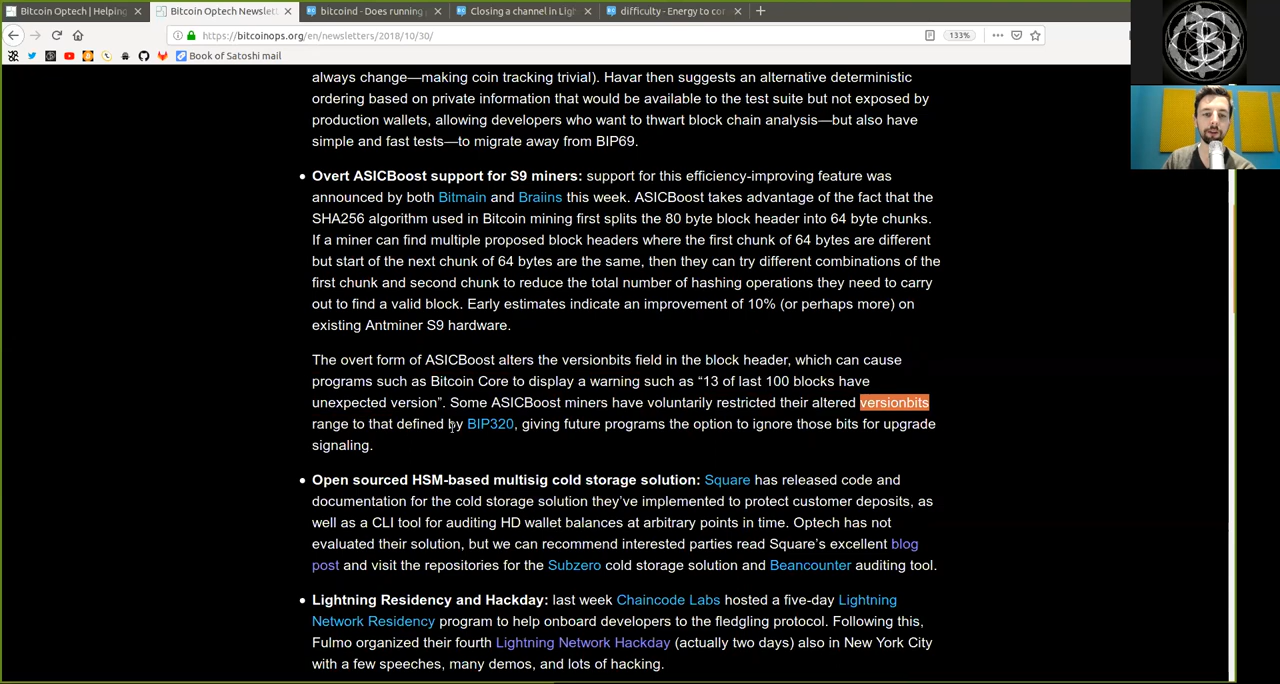 Bitcoin Optech | Helping
Bitcoin Optech Newslett
bitcoind - Does running
Closing a channel in Ligh
difficulty - Energy to cor
https://bitcoinops.org/en/newsletters/2018/10/30/
133%
Book of Satoshi mail
always change—making coin tracking trivial). Havar then suggests an alternative deterministic
ordering based on private information that would be available to the test suite but not exposed by
production wallets, allowing developers who want to thwart block chain analysis—but also have
simple and fast tests—to migrate away from BIP69.
• Overt ASICBoost support for S9 miners: support for this efficiency-improving feature was
announced by both Bitmain and Braiins this week. ASICBoost takes advantage of the fact that the
SHA256 algorithm used in Bitcoin mining first splits the 80 byte block header into 64 byte chunks.
If a miner can find multiple proposed block headers where the first chunk of 64 bytes are different
but start of the next chunk of 64 bytes are the same, then they can try different combinations of the
first chunk and second chunk to reduce the total number of hashing operations they need to carry
out to find a valid block. Early estimates indicate an improvement of 10% (or perhaps more) on
existing Antminer S9 hardware.
The overt form of ASICBoost alters the versionbits field in the block header, which can cause
programs such as Bitcoin Core to display a warning such as “13 of last 100 blocks have
unexpected version”. Some ASICBoost miners have voluntarily restricted their altered versionbits
range to that defined by BIP320, giving future programs the option to ignore those bits for upgrade
signaling.
• Open sourced HSM-based multisig cold storage solution: Square has released code and
documentation for the cold storage solution they’ve implemented to protect customer deposits, as
well as a CLI tool for auditing HD wallet balances at arbitrary points in time. Optech has not
evaluated their solution, but we can recommend interested parties read Square’s excellent blog
post and visit the repositories for the Subzero cold storage solution and Beancounter auditing tool.
• Lightning Residency and Hackday: last week Chaincode Labs hosted a five-day Lightning
Network Residency program to help onboard developers to the fledgling protocol. Following this,
Fulmo organized their fourth Lightning Network Hackday (actually two days) also in New York City
with a few speeches, many demos, and lots of hacking.